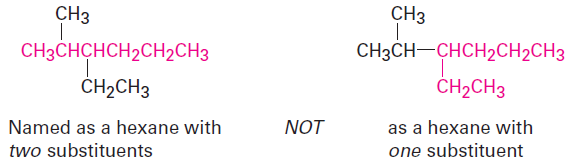 CH3 CH3
CH3CHCHCH2CH2CH3 CH3CH—CHCH2CH2CH3
CH2CH3 CH2CH3
Named as a hexane with NOT as a hexane with
two substituents one substituent